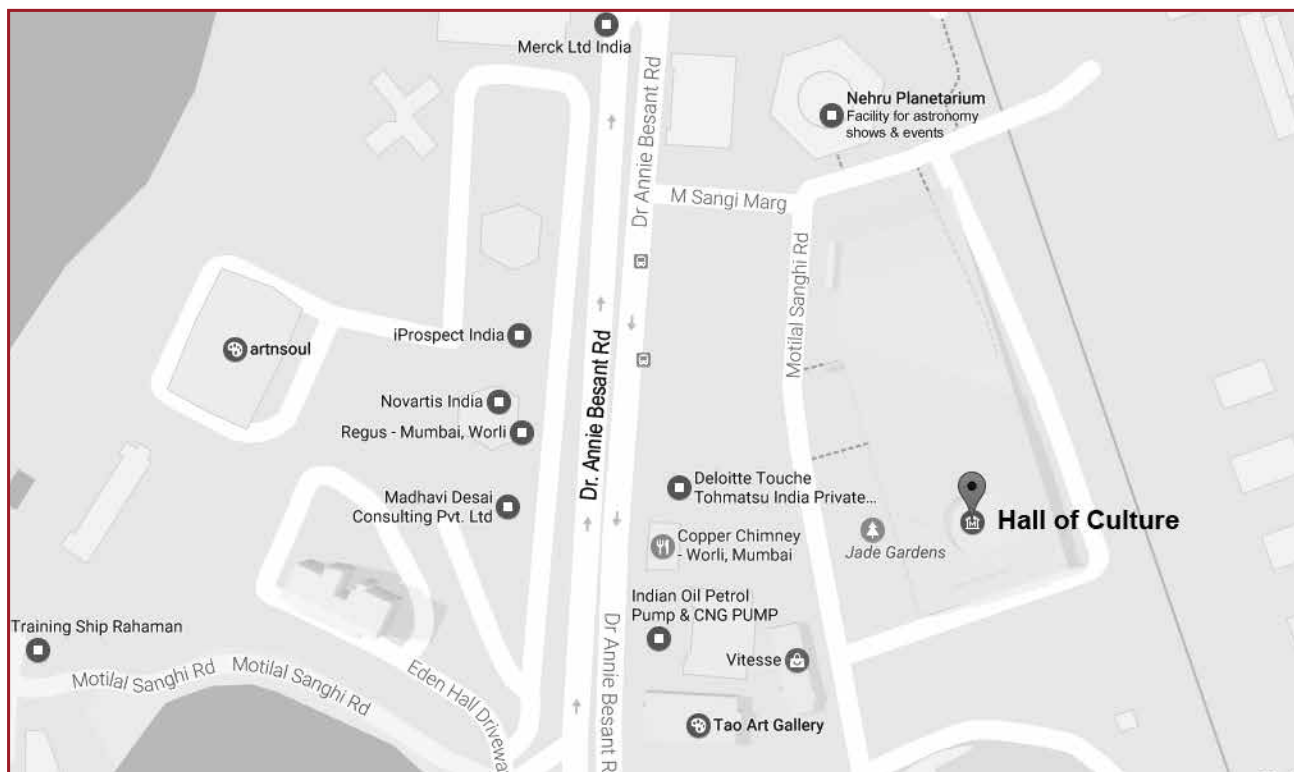 Merck Ltd India
Dr Annie Besant Rd
Nehru Planetarium
Facility for astronomy
shows & events
M Sangi Marg
Motilal Sanghi Rd
iProspect India
artnsoul
Dr. Annie Besant Rd
Novartis India
Regus - Mumbai, Worli
Madhavi Desai
Consulting Pvt. Ltd
Deloitte Touche
Tohmatsu India Private...
Hall of Culture
Copper Chimney
- Worli, Mumbai
Jade Gardens
Indian Oil Petrol
Pump & CNG PUMP
Training Ship Rahaman
Dr Annie Besant R
Vitesse
Motilal Sanghi Rd
Motilal Sanghi Rd
Eden Hall Driveway
Tao Art Gallery